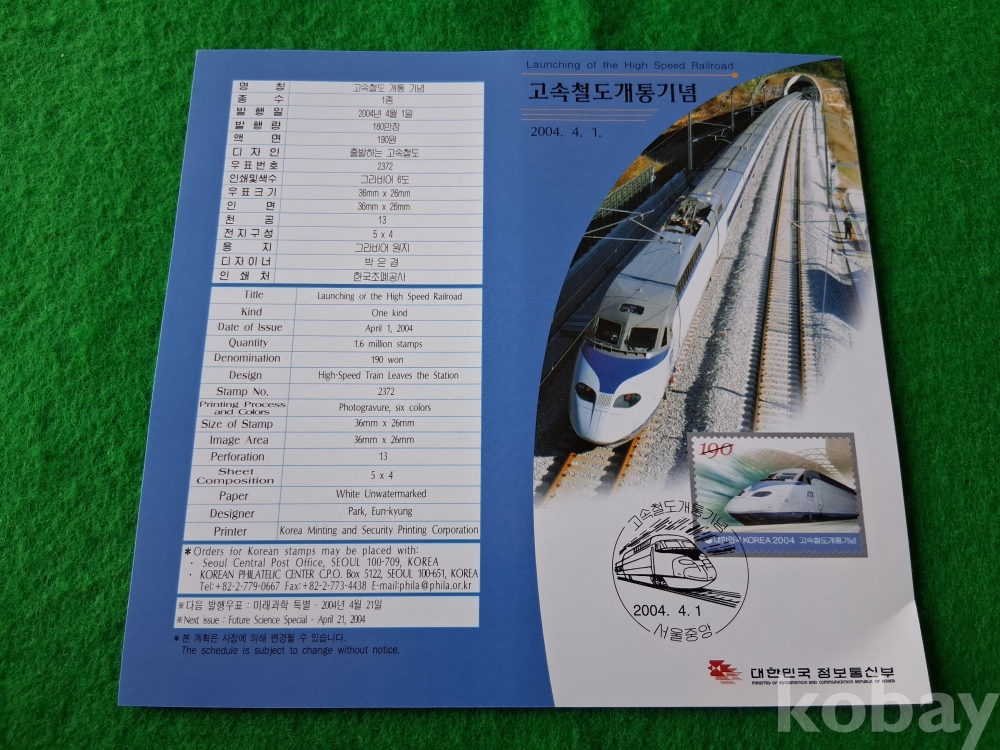 명 칭 고속철도 개통 기념
종 수 1종
발 행 일 2004년 4월 1일
발 행 량 160만장
액 면 190원
디 자 인 출발하는 고속철도
우 표 번 호 2372
인쇄및색수 그라비어 6도
우 표 크 기 36mm x 26mm
인 면 36mm x 26mm
천 공 13
전 지 구 성 5 x 4
용 지 그라비어 원지
디 자 이 너 박 은 경
인 쇄 처 한국조폐공사
Title Launching of the High Speed Railroad
Kind One kind
Date of Issue April 1, 2004
Quantity 1.6 million stamps
Denomination 190 won
Design High-Speed Train Leaves the Station
Stamp No. 2372
Printing Process and Colors Photogravure, six colors
Size of Stamp 36mm x 26mm
Image Area 36mm x 26mm
Perforation 13
Sheet Composition 5 x 4
Paper White Unwatermarked
Designer Park, Eun-kyung
Printer Korea Minting and Security Printing Corporation
* Orders for Korean stamps may be placed with:
· Seoul Central Post Office, SEOUL 100-709, KOREA
· KOREAN PHILATELIC CENTER C.P.O. Box 5122, SEOUL 100-651, KOREA
Tel:+82-2-779-0667 Fax:+82-2-773-4438 E-mail:phila@phila.or.kr
※다음 발행우표 : 미래과학 특별 - 2004년 4월 21일
※Next issue : Future Science Special - April 21, 2004
* 본 계획은 사정에 의해 변경될 수 있습니다.
The schedule is subject to change without notice.
Launching of the High Speed Railroad
고속철도개통기념
2004. 4. 1.
190
대한민국 KOREA 2004 고속철도개통기념
고속철도개통기념
2004. 4. 1
서울중앙
대한민국 정보통신부
MINISTRY OF INFORMATION AND COMMUNICATION REPUBLIC OF KOREA
kobay